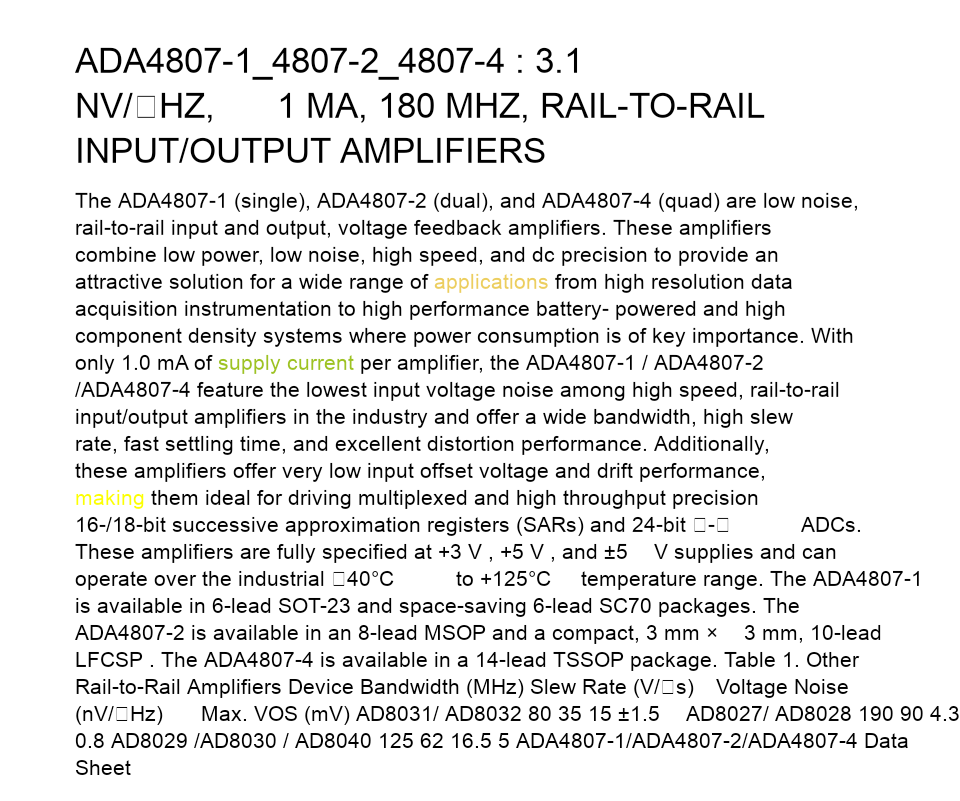 ADA4807-1_4807-2_4807-4 : 3.1
NV/□HZ, 1 MA, 180 MHZ, RAIL-TO-RAIL
INPUT/OUTPUT AMPLIFIERS
The ADA4807-1 (single), ADA4807-2 (dual), and ADA4807-4 (quad) are low noise,
rail-to-rail input and output, voltage feedback amplifiers. These amplifiers
combine low power, low noise, high speed, and dc precision to provide an
attractive solution for a wide range of applications from high resolution data
acquisition instrumentation to high performance battery- powered and high
component density systems where power consumption is of key importance. With
only 1.0 mA of supply current per amplifier, the ADA4807-1 / ADA4807-2
/ADA4807-4 feature the lowest input voltage noise among high speed, rail-to-rail
input/output amplifiers in the industry and offer a wide bandwidth, high slew
rate, fast settling time, and excellent distortion performance. Additionally,
these amplifiers offer very low input offset voltage and drift performance,
making them ideal for driving multiplexed and high throughput precision
16-/18-bit successive approximation registers (SARs) and 24-bit □-□ ADCs.
These amplifiers are fully specified at +3 V , +5 V , and ±5 V supplies and can
operate over the industrial □40°C to +125°C temperature range. The ADA4807-1
is available in 6-lead SOT-23 and space-saving 6-lead SC70 packages. The
ADA4807-2 is available in an 8-lead MSOP and a compact, 3 mm × 3 mm, 10-lead
LFCSP . The ADA4807-4 is available in a 14-lead TSSOP package. Table 1. Other
Rail-to-Rail Amplifiers Device Bandwidth (MHz) Slew Rate (V/□s) Voltage Noise
(nV/□Hz) Max. VOS (mV) AD8031/ AD8032 80 35 15 ±1.5 AD8027/ AD8028 190 90 4.3
0.8 AD8029 /AD8030 / AD8040 125 62 16.5 5 ADA4807-1/ADA4807-2/ADA4807-4 Data
Sheet